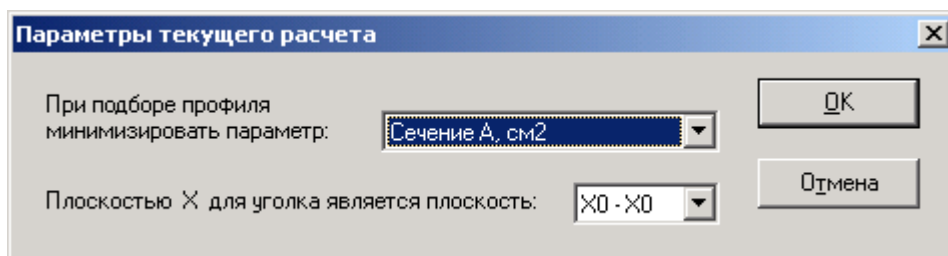 Параметры текущего расчета
При подборе профиля
минимизировать параметр:
Сечение А, см2
OK
Плоскостью X для уголка является плоскость:
X0 - X0
Отмена